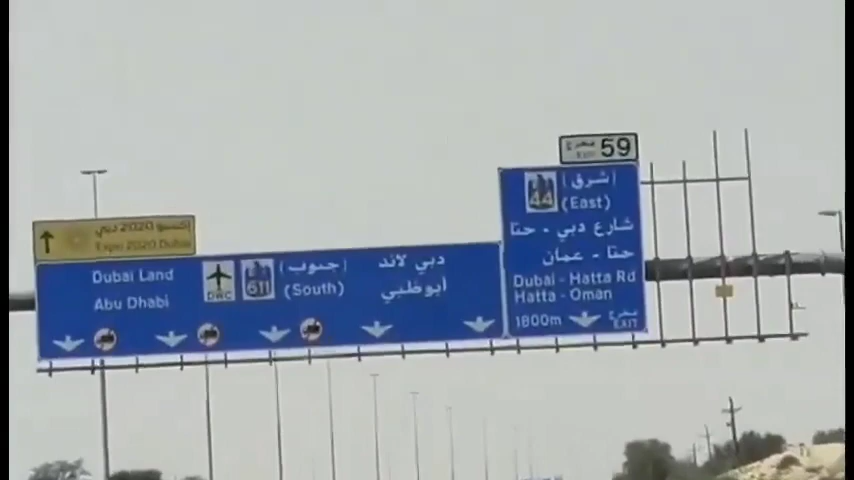 إكسبو 2020 دبي
Expo 2020 Dubai
Dubai Land
Abu Dhabi
DWC
611
(جنوب)
(South)
دبي لاند
أبوظبي
مخرج
EXIT 59
44
(شرق)
(East)
شارع دبي - حتا
حتا - عمان
Dubai - Hatta Rd
Hatta - Oman
1800m
مخرج
EXIT